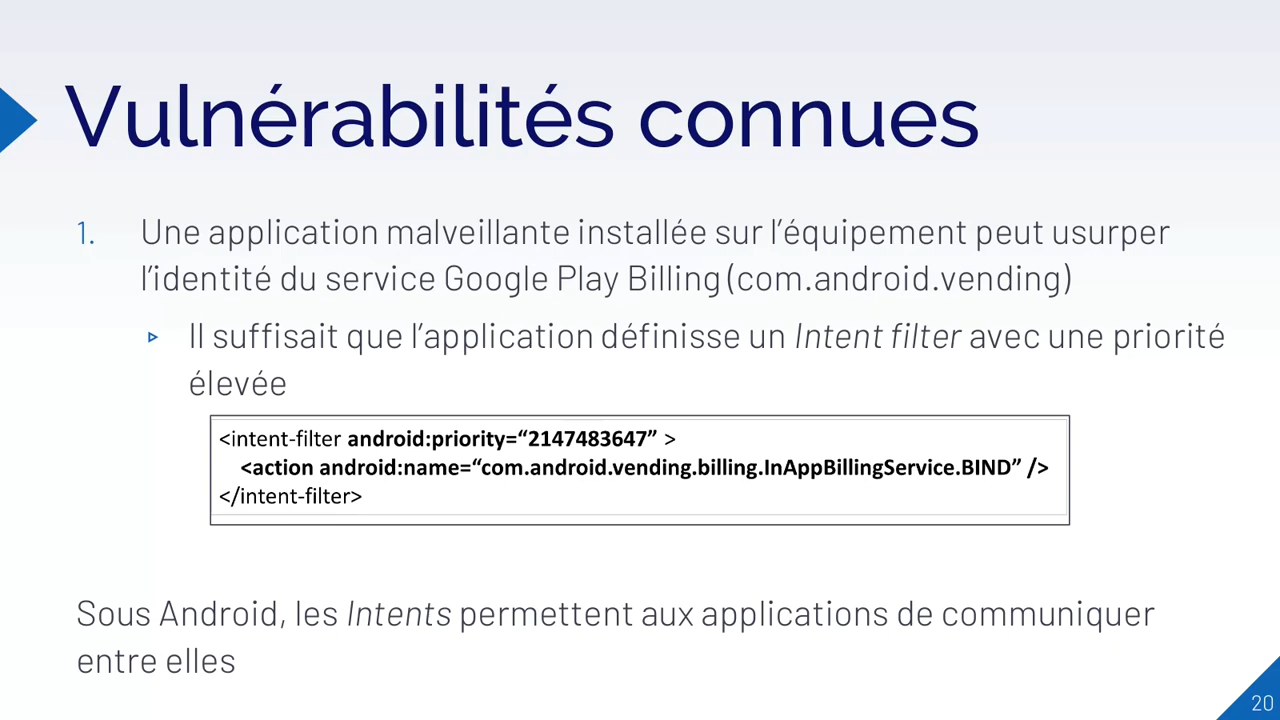 Vulnérabilités connues
1. Une application malveillante installée sur l’équipement peut usurper
l’identité du service Google Play Billing (com.android.vending)
▹ Il suffisait que l’application définisse un Intent filter avec une priorité
élevée
<intent-filter android:priority=“2147483647” >
<action android:name=“com.android.vending.billing.InAppBillingService.BIND” />
</intent-filter>
Sous Android, les Intents permettent aux applications de communiquer
entre elles
20